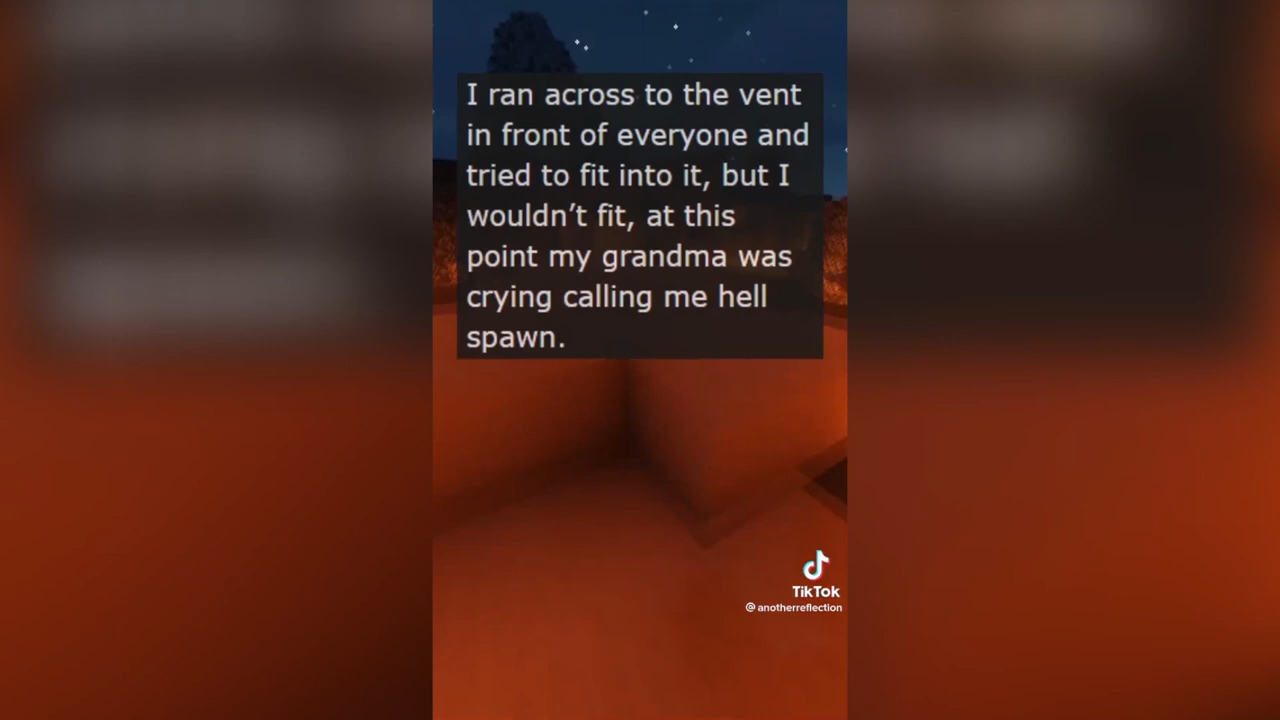 I ran across to the vent
in front of everyone and
tried to fit into it, but I
wouldn’t fit, at this
point my grandma was
crying calling me hell
spawn.
TikTok
@anotherreflection